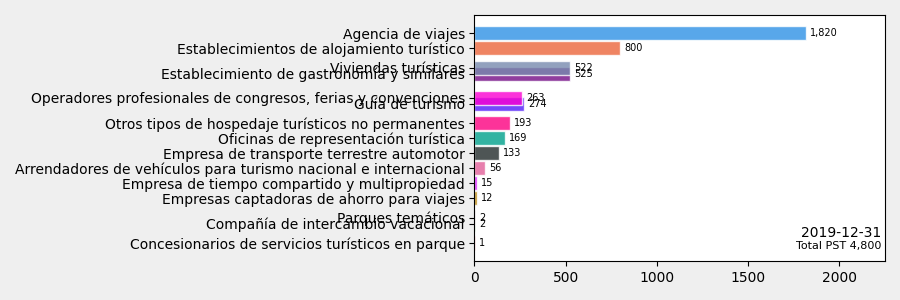 Agencia de viajes 1,820
Establecimientos de alojamiento turístico 800
Viviendas turísticas 522
Establecimiento de gastronomía y similares 525
Operadores profesionales de congresos, ferias y convenciones 263
Guia de turismo 274
Otros tipos de hospedaje turísticos no permanentes 193
Oficinas de representación turística 169
Empresa de transporte terrestre automotor 133
Arrendadores de vehículos para turismo nacional e internacional 56
Empresa de tiempo compartido y multipropiedad 15
Empresas captadoras de ahorro para viajes 12
Parques temáticos 2
Compañía de intercambio vacacional 2
Concesionarios de servicios turísticos en parque 1
2019-12-31
Total PST 4,800
0 500 1000 1500 2000